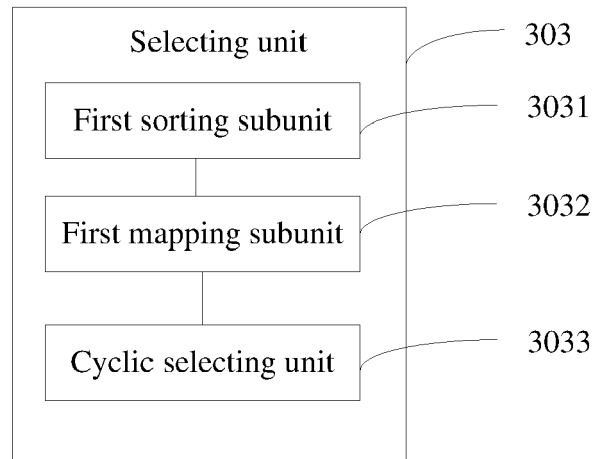 Selecting unit
303
First sorting subunit
3031
First mapping subunit
3032
Cyclic selecting unit
3033